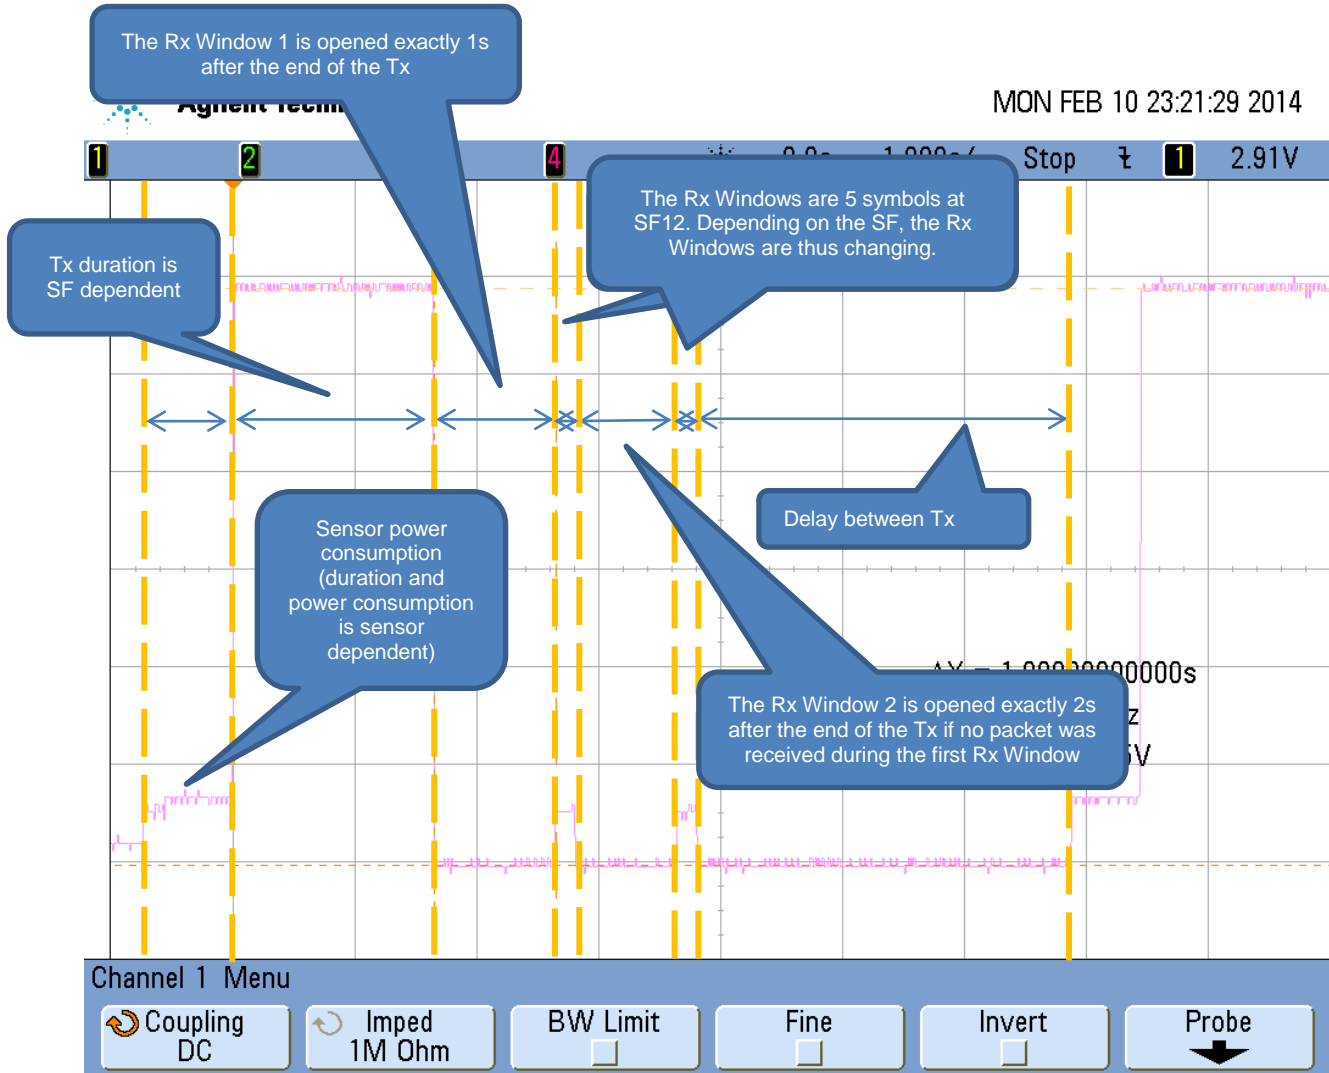 The Rx Window 1 is opened exactly 1s
after the end of the Tx
Agilent Techn
MON FEB 10 23:21:29 2014
1
2
4
Stop
1
2.91V
The Rx Windows are 5 symbols at
SF12. Depending on the SF, the Rx
Windows are thus changing.
Tx duration is
SF dependent
Sensor power
consumption
(duration and
power consumption
is sensor
dependent)
Delay between Tx
The Rx Window 2 is opened exactly 2s
after the end of the Tx if no packet was
received during the first Rx Window
Channel 1 Menu
Coupling
DC
Imped
1M Ohm
BW Limit
Fine
Invert
Probe